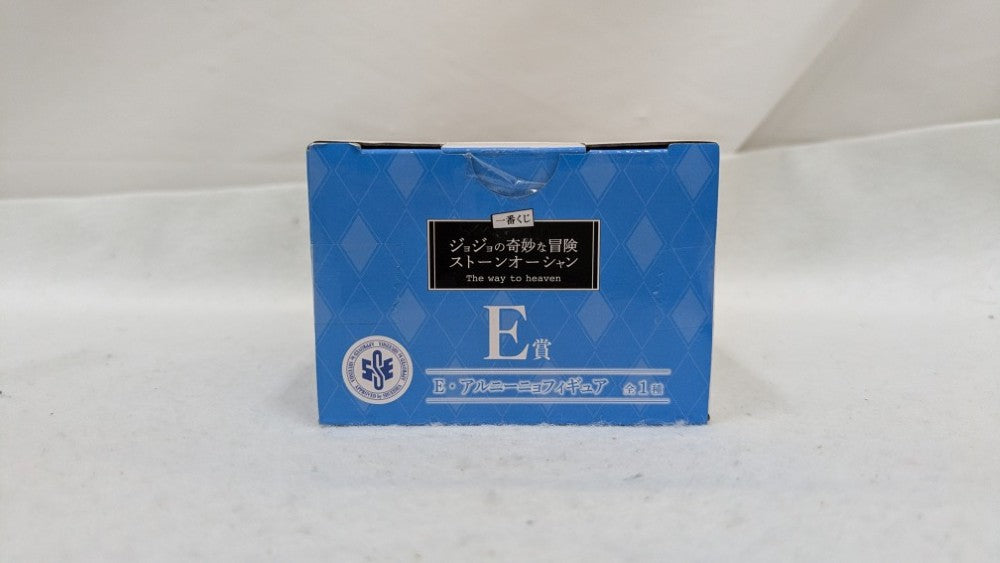 一番くじ
ジョジョの奇妙な冒険
ストーンオーシャン
The way to heaven
E賞
E・アルニーニョフィギュア 全1種